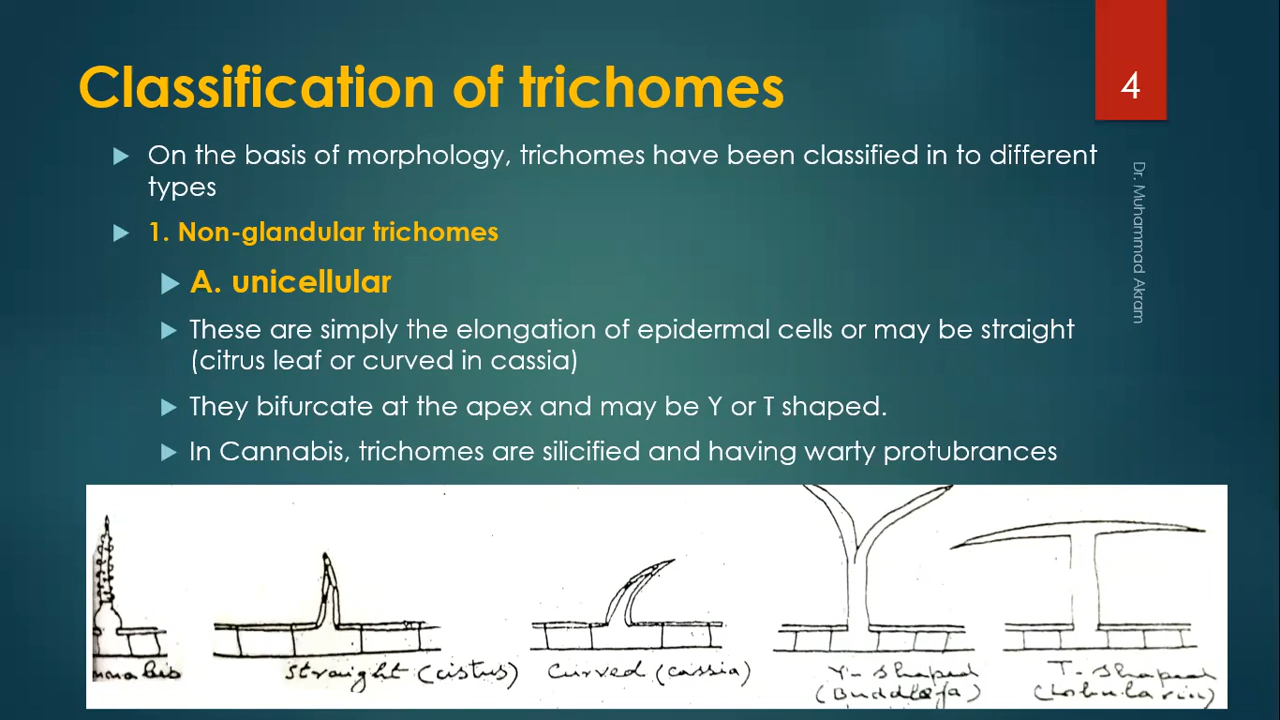 Classification of trichomes
4
On the basis of morphology, trichomes have been classified in to different
types
1. Non-glandular trichomes
A. unicellular
These are simply the elongation of epidermal cells or may be straight
(citrus leaf or curved in cassia)
They bifurcate at the apex and may be Y or T shaped.
In Cannabis, trichomes are silicified and having warty protubrances
Dr. Muhammad Akram
nnabis
Straight (cistus)
Curved (cassia)
Y-shaped
(Buddlefa)
T-shaped